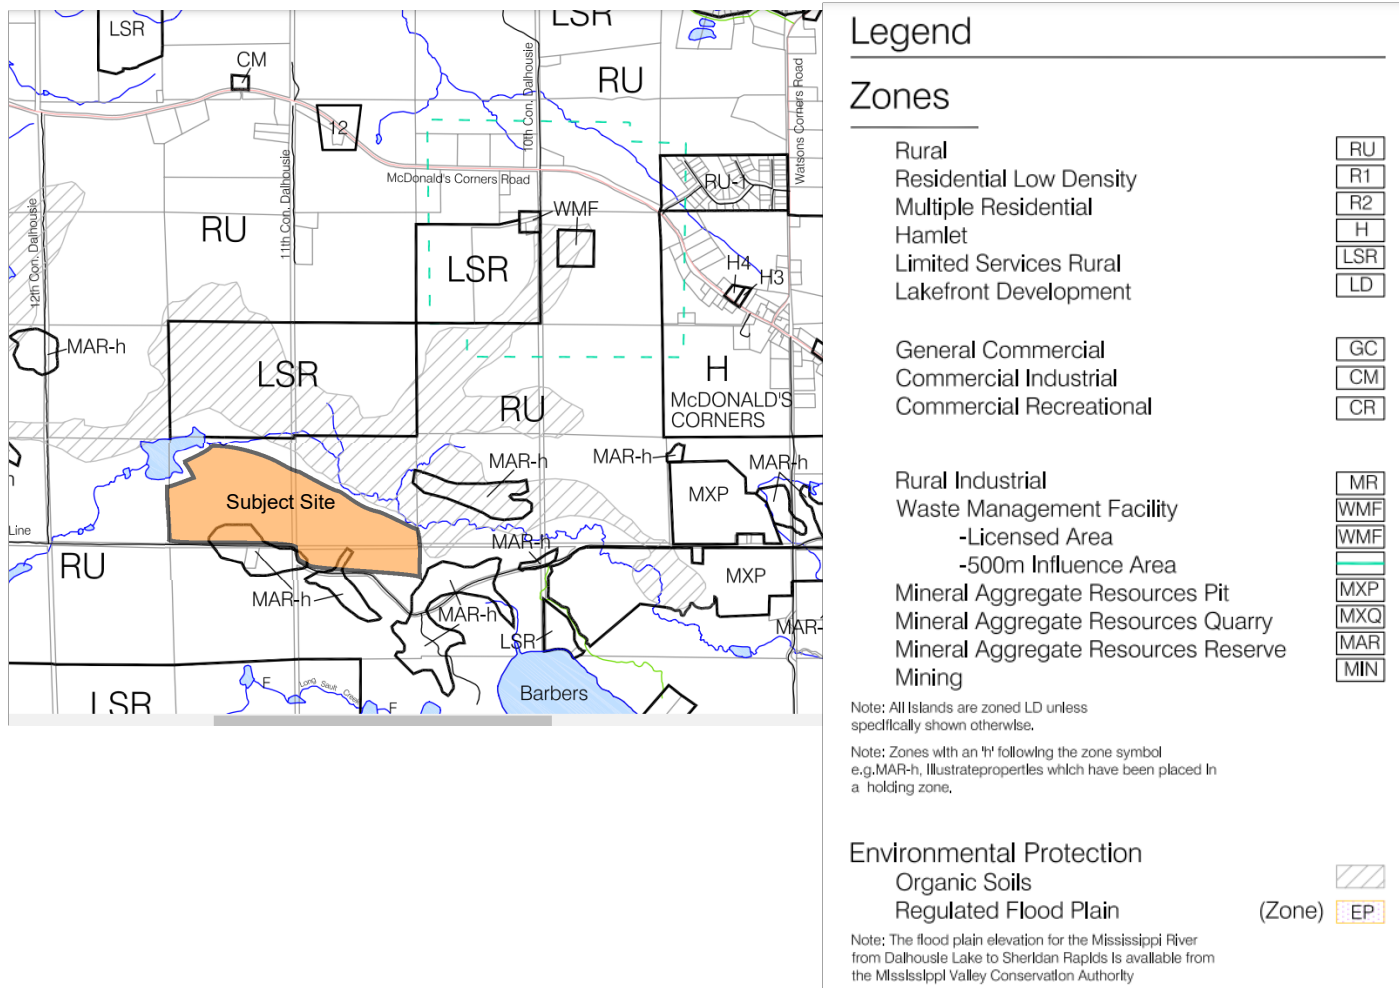 LSR
LSR
CM
RU
12
10th Con. Dalhousie
Watsons Corners Road
11th Con. Dalhousie
McDonald's Corners Road
RU-1
12th Con. Dalhousie
RU
WMF
LSR
H4
H3
MAR-h
LSR
H
RU
McDONALD'S
CORNERS
MAR-h
MAR-h
MAR-h
h
MXP
Subject Site
Line
RU
MAR-h
MXP
MAR-h
MAR-h
LSR
MAR-
LSR
F
Long Sault Creek
F
Barbers
Legend
Zones
Rural RU
Residential Low Density R1
Multiple Residential R2
Hamlet H
Limited Services Rural LSR
Lakefront Development LD
General Commercial GC
Commercial Industrial CM
Commercial Recreational CR
Rural Industrial MR
Waste Management Facility WMF
-Licensed Area WMF
-500m Influence Area
Mineral Aggregate Resources Pit MXP
Mineral Aggregate Resources Quarry MXQ
Mineral Aggregate Resources Reserve MAR
Mining MIN
Note: All Islands are zoned LD unless
specifically shown otherwise.
Note: Zones with an 'h' following the zone symbol
e.g.MAR-h, Illustrateproperties which have been placed in
a holding zone.
Environmental Protection
Organic Soils
Regulated Flood Plain (Zone) EP
Note: The flood plain elevation for the Mississippi River
from Dalhousie Lake to Sheridan Rapids is available from
the Mississippi Valley Conservation Authority